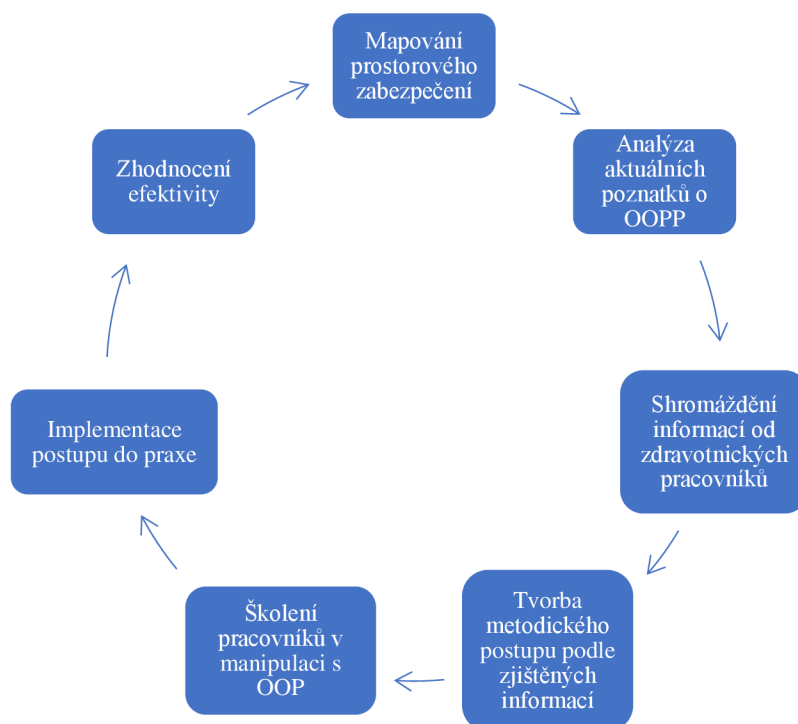 Mapování
prostorového
zabezpečení
Analýza
aktuálních
poznatků o
OOPP
Shromáždění
informací od
zdravotnických
pracovníků
Tvorba
metodického
postupu podle
zjištěných
informací
Školení
pracovníků v
manipulaci s
OOP
Implementace
postupu do praxe
Zhodnocení
efektivity